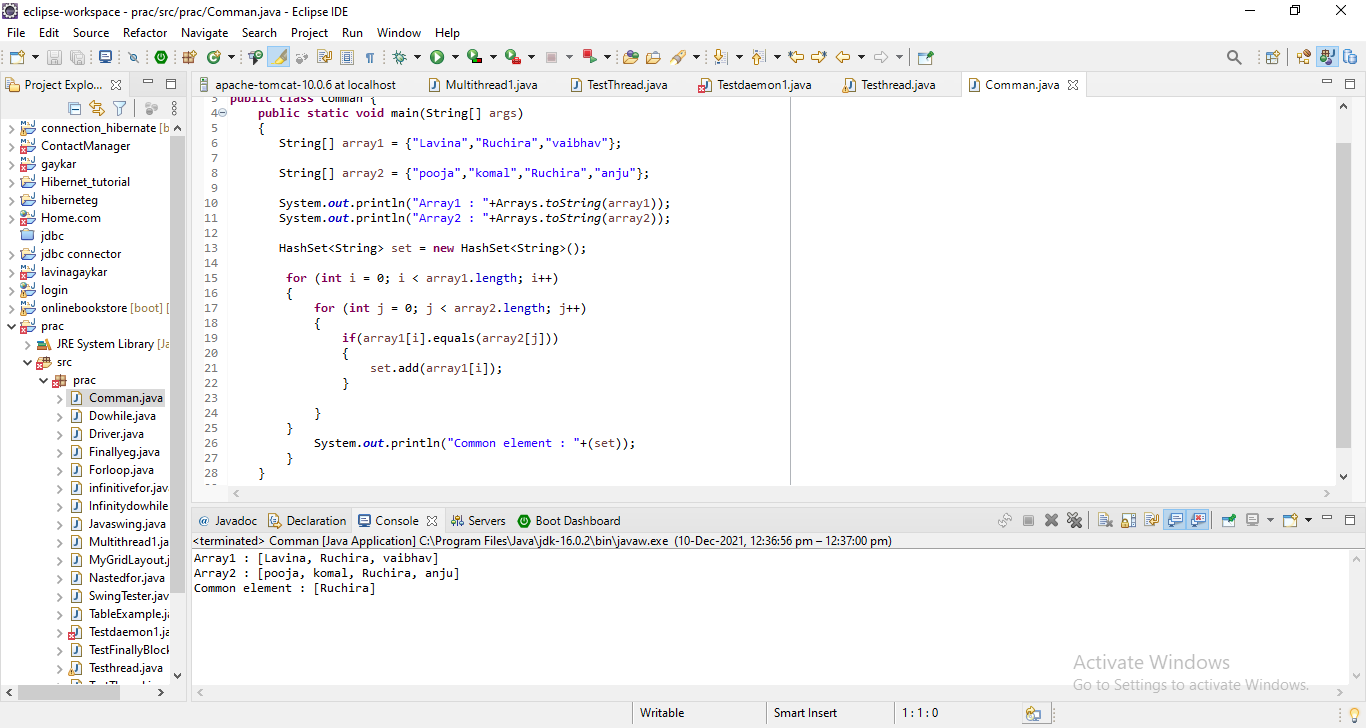 eclipse-workspace - prac/src/prac/Comman.java - Eclipse IDE
File Edit Source Refactor Navigate Search Project Run Window Help
Project Explo...
apache-tomcat-10.0.6 at localhost Multithread1.java TestThread.java Testdaemon1.java Testhread.java Comman.java
connection_hibernate [b
ContactManager
gaykar
Hibernet_tutorial
hiberneteg
Home.com
jdbc
jdbc connector
lavinagaykar
login
onlinebookstore [boot] [
prac
JRE System Library [Ja
src
prac
Comman.java
Dowhile.java
Driver.java
Finallyeg.java
Forloop.java
infinitivefor.jav
Infinitydowhile
Javaswing.java
Multithread1.ja
MyGridLayout.j
Nastedfor.java
SwingTester.jav
TableExample.ja
Testdaemon1.ja
TestFinallyBlock
Testhread.java
3 public class Comman {
4 public static void main(String[] args)
5 {
6 String[] array1 = {"Lavina","Ruchira","vaibhav"};
7
8 String[] array2 = {"pooja","komal","Ruchira","anju"};
9
10 System.out.println("Array1 : "+Arrays.toString(array1));
11 System.out.println("Array2 : "+Arrays.toString(array2));
12
13 HashSet<String> set = new HashSet<String>();
14
15 for (int i = 0; i < array1.length; i++)
16 {
17 for (int j = 0; j < array2.length; j++)
18 {
19 if(array1[i].equals(array2[j]))
20 {
21 set.add(array1[i]);
22 }
23
24 }
25 }
26 System.out.println("Common element : "+(set));
27 }
28 }
@ Javadoc Declaration Console Servers Boot Dashboard
<terminated> Comman [Java Application] C:\Program Files\Java\jdk-16.0.2\bin\javaw.exe (10-Dec-2021, 12:36:56 pm – 12:37:00 pm)
Array1 : [Lavina, Ruchira, vaibhav]
Array2 : [pooja, komal, Ruchira, anju]
Common element : [Ruchira]
Activate Windows
Go to Settings to activate Windows.
Writable Smart Insert 1 : 1 : 0